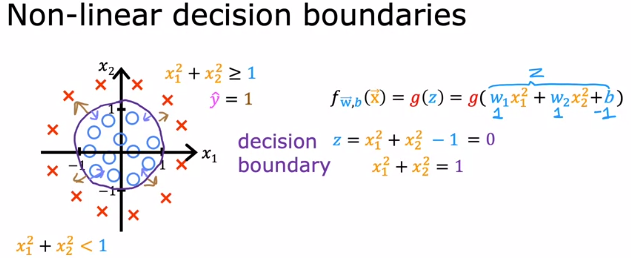 Non-linear decision boundaries
x₂
x₁² + x₂² ≥ 1
ŷ = 1
z
f_{w⃗,b}(x⃗) = g(z) = g(w₁x₁² + w₂x₂² + b)
1 1 -1
1
-1 1 x₁
-1
decision boundary
z = x₁² + x₂² − 1 = 0
x₁² + x₂² = 1
x₁² + x₂² < 1